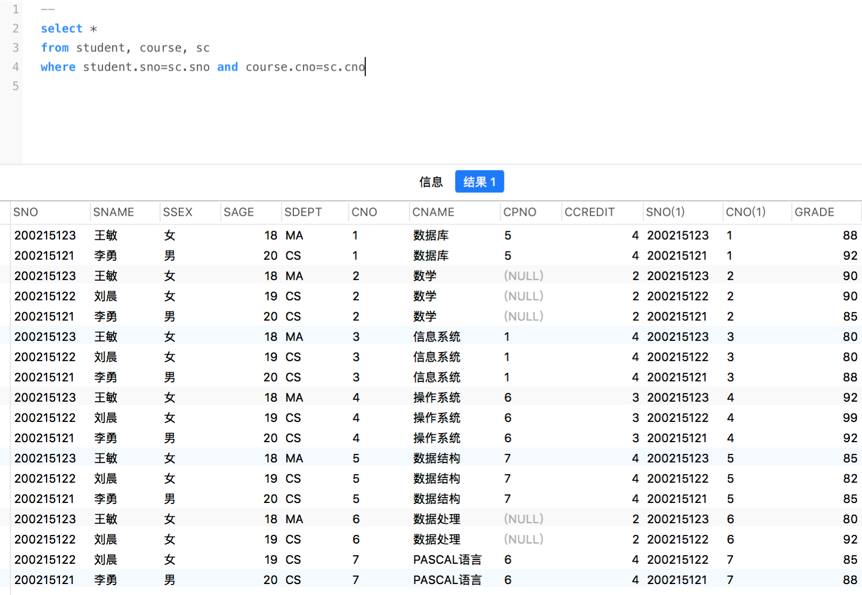 1 --
2 select *
3 from student, course, sc
4 where student.sno=sc.sno and course.cno=sc.cno
5
信息 结果 1
SNO SNAME SSEX SAGE SDEPT CNO CNAME CPNO CCREDIT SNO(1) CNO(1) GRADE
200215123 王敏 女 18 MA 1 数据库 5 4 200215123 1 88
200215121 李勇 男 20 CS 1 数据库 5 4 200215121 1 92
200215123 王敏 女 18 MA 2 数学 (NULL) 2 200215123 2 90
200215122 刘晨 女 19 CS 2 数学 (NULL) 2 200215122 2 90
200215121 李勇 男 20 CS 2 数学 (NULL) 2 200215121 2 85
200215123 王敏 女 18 MA 3 信息系统 1 4 200215123 3 80
200215122 刘晨 女 19 CS 3 信息系统 1 4 200215122 3 80
200215121 李勇 男 20 CS 3 信息系统 1 4 200215121 3 88
200215123 王敏 女 18 MA 4 操作系统 6 3 200215123 4 92
200215122 刘晨 女 19 CS 4 操作系统 6 3 200215122 4 99
200215121 李勇 男 20 CS 4 操作系统 6 3 200215121 4 92
200215123 王敏 女 18 MA 5 数据结构 7 4 200215123 5 85
200215122 刘晨 女 19 CS 5 数据结构 7 4 200215122 5 82
200215121 李勇 男 20 CS 5 数据结构 7 4 200215121 5 85
200215123 王敏 女 18 MA 6 数据处理 (NULL) 2 200215123 6 80
200215122 刘晨 女 19 CS 6 数据处理 (NULL) 2 200215122 6 92
200215122 刘晨 女 19 CS 7 PASCAL语言 6 4 200215122 7 85
200215121 李勇 男 20 CS 7 PASCAL语言 6 4 200215121 7 88